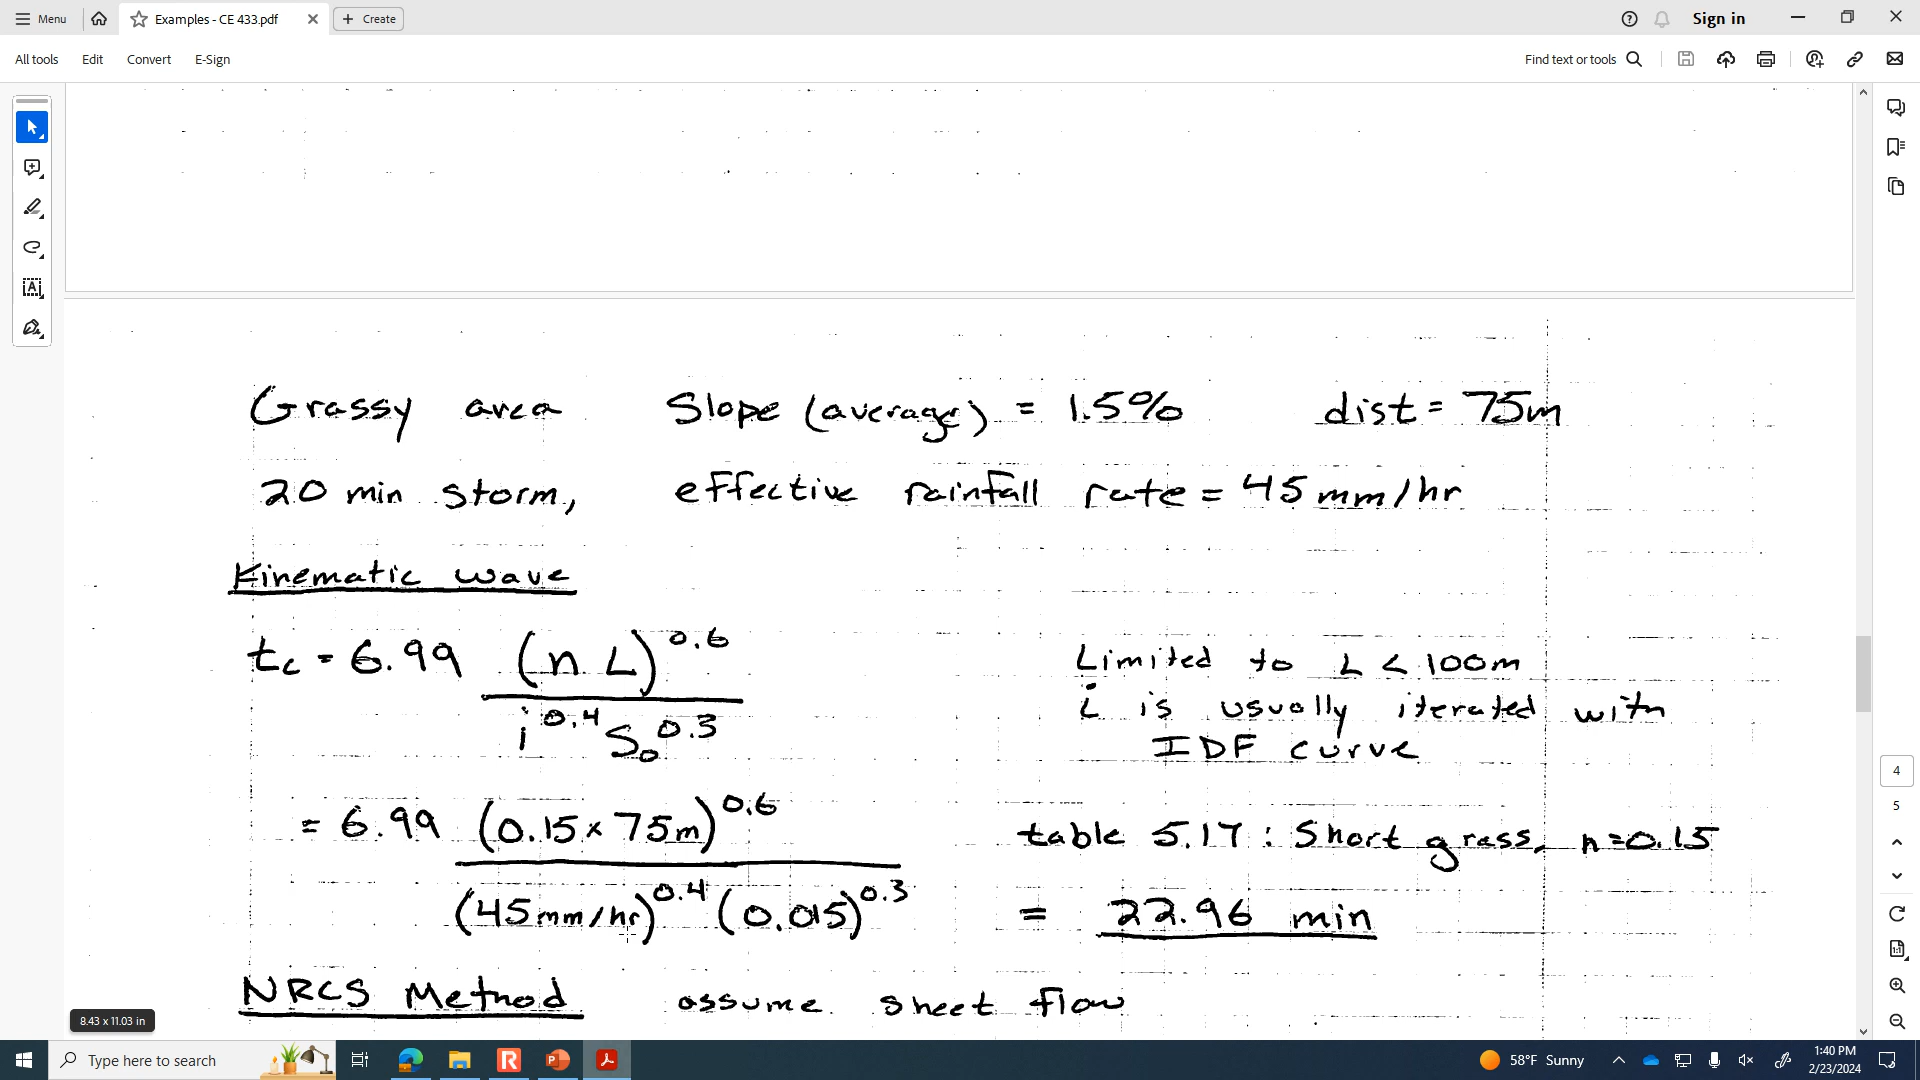 Menu
Examples - CE 433.pdf
Create
Sign in
All tools
Edit
Convert
E-Sign
Find text or tools
Grassy area Slope (average) = 1.5% dist = 75m
20 min storm, effective rainfall rate = 45 mm/hr
Kinematic wave
tc = 6.99 (n L)^0.6
i^0.4 So^0.3
Limited to L < 100m
i is usually iterated with
IDF curve
= 6.99 (0.15 x 75m)^0.6
(45 mm/hr)^0.4 (0.015)^0.3
table 5.17 : Short grass, n=0.15
= 22.96 min
NRCS Method assume sheet flow
4
5
8.43 x 11.03 in
Type here to search
58°F Sunny
1:40 PM
2/23/2024